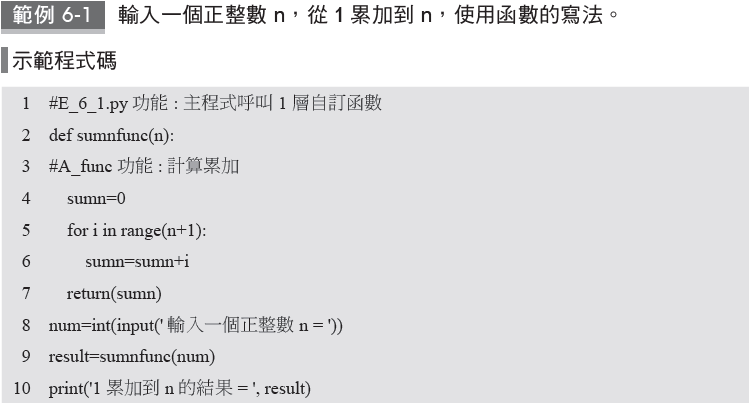 範例 6-1 輸入一個正整數 n，從 1 累加到 n，使用函數的寫法。
示範程式碼
1 #E_6_1.py 功能 : 主程式呼叫 1 層自訂函數
2 def sumnfunc(n):
3 #A_func 功能 : 計算累加
4 sumn=0
5 for i in range(n+1):
6 sumn=sumn+i
7 return(sumn)
8 num=int(input(' 輸入一個正整數 n = '))
9 result=sumnfunc(num)
10 print('1 累加到 n 的結果 = ', result)